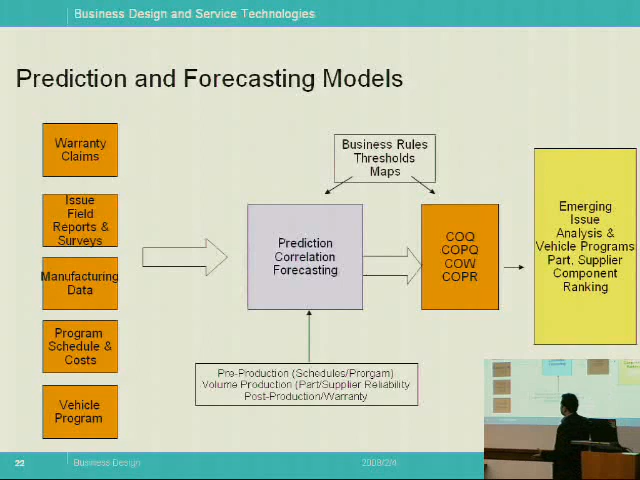 Business Design and Service Technologies
Prediction and Forecasting Models
Warranty
Claims
Issue
Field
Reports &
Surveys
Manufacturing
Data
Program
Schedule &
Costs
Vehicle
Program
Business Rules
Thresholds
Maps
Prediction
Correlation
Forecasting
COQ
COPQ
COW
COPR
Emerging
Issue
Analysis &
Vehicle Programs
Part, Supplier
Component
Ranking
Pre-Production (Schedules/Prorgam)
Volume Production (Part/Supplier Reliability
Post-Production/Warranty
22
Business Design
2008/2/4